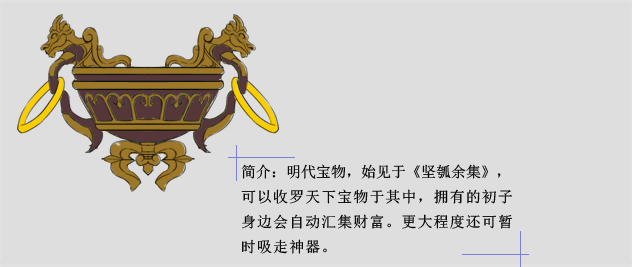 简介：明代宝物，始见于《坚瓠余集》，
可以收罗天下宝物于其中，拥有的初子
身边会自动汇集财富。更大程度还可暂
时吸走神器。